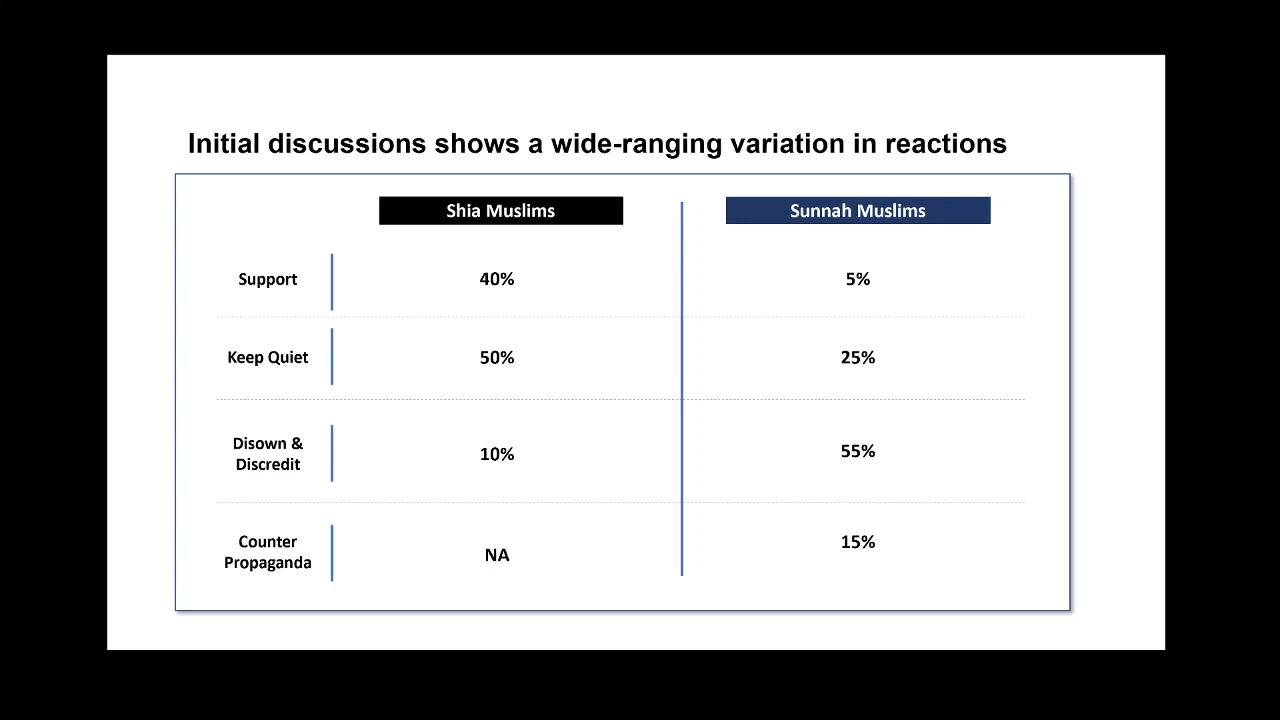 Initial discussions shows a wide-ranging variation in reactions
Shia Muslims Sunnah Muslims
Support 40% 5%
Keep Quiet 50% 25%
Disown &
Discredit 10% 55%
Counter
Propaganda NA 15%